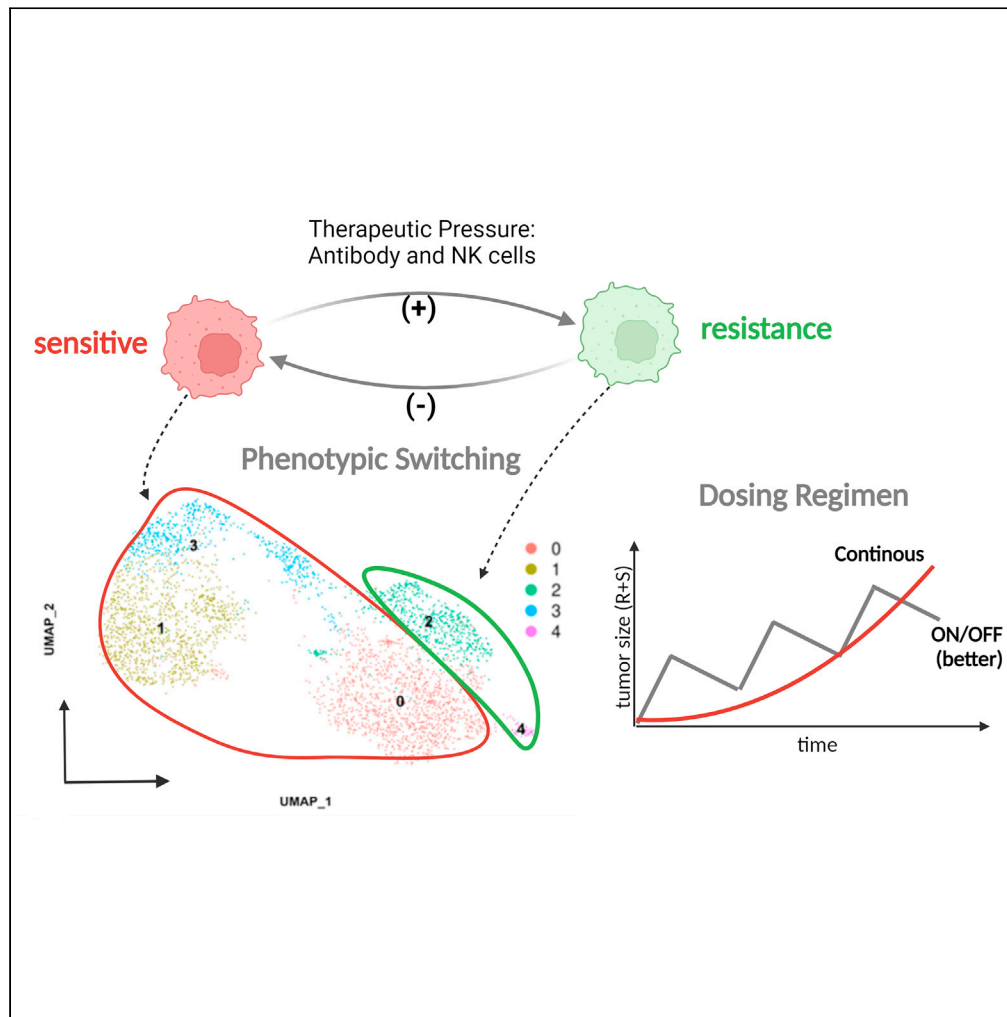 Therapeutic Pressure:
Antibody and NK cells
(+)
sensitive
resistance
(-)
Phenotypic Switching
Dosing Regimen
3
1
2
0
4
0
1
2
3
4
UMAP_2
UMAP_1
Continous
ON/OFF
(better)
tumor size (R+S)
time